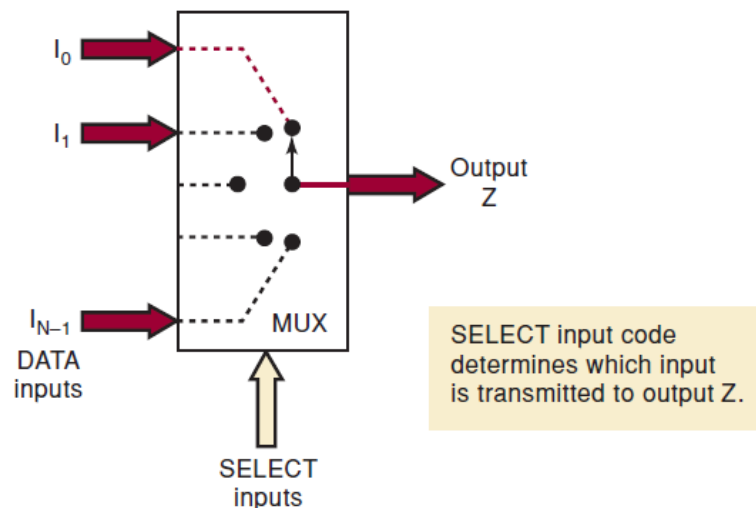 I₀
I₁
Output
Z
I_N–1
MUX
DATA
inputs
SELECT input code
determines which input
is transmitted to output Z.
SELECT
inputs